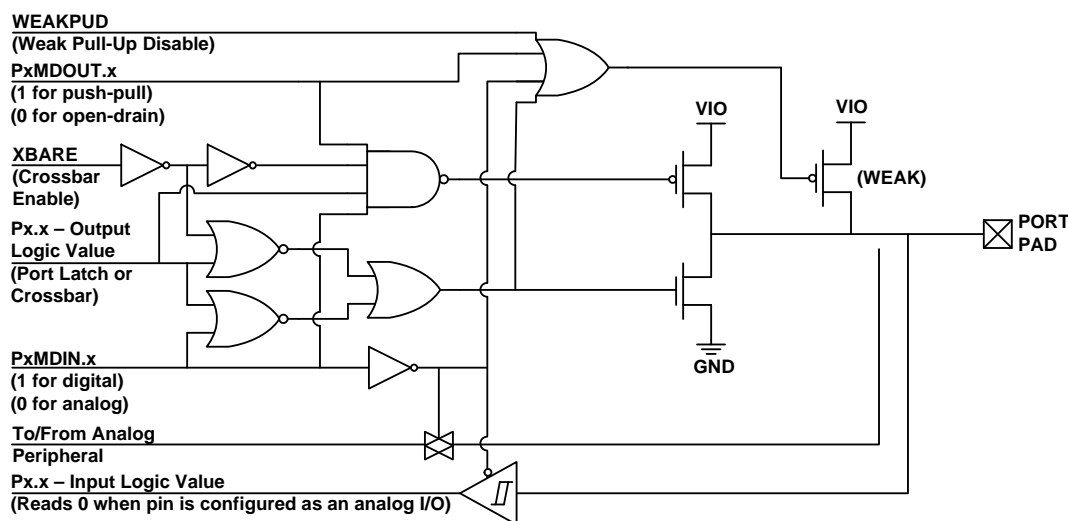 WEAKPUD
(Weak Pull-Up Disable)
PxMDOUT.x
(1 for push-pull)
(0 for open-drain)
XBARE
(Crossbar
Enable)
Px.x – Output
Logic Value
(Port Latch or
Crossbar)
PxMDIN.x
(1 for digital)
(0 for analog)
To/From Analog
Peripheral
Px.x – Input Logic Value
(Reads 0 when pin is configured as an analog I/O)
VIO
VIO
(WEAK)
PORT
PAD
GND